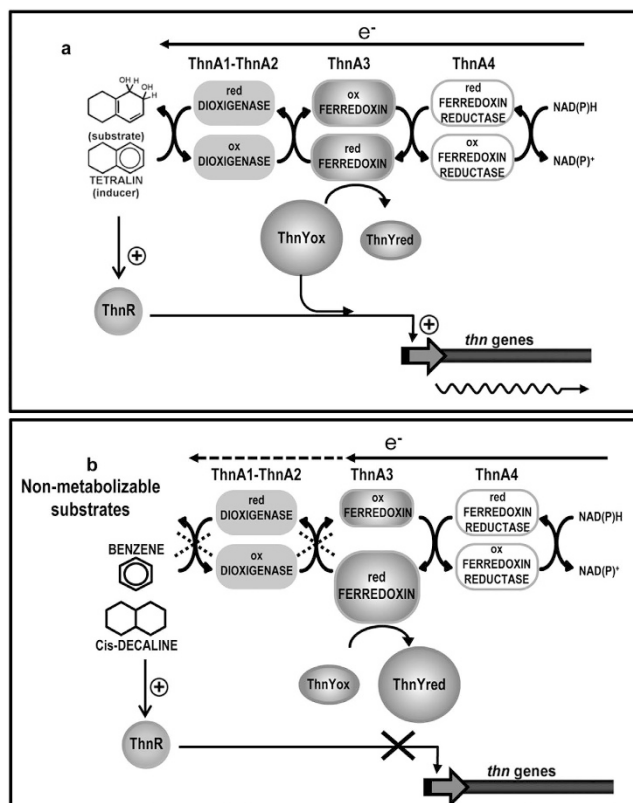 a
e-
ThnA1-ThnA2 ThnA3 ThnA4
OH
H OH
H
red
DIOXIGENASE
ox
FERREDOXIN
red
FERREDOXIN
REDUCTASE
NAD(P)H
(substrate)
ox
DIOXIGENASE
red
FERREDOXIN
ox
FERREDOXIN
REDUCTASE
NAD(P)+
TETRALIN
(inducer)
ThnYox
ThnYred
+
ThnR
+
thn genes
b
Non-metabolizable
substrates
e-
ThnA1-ThnA2 ThnA3 ThnA4
red
DIOXIGENASE
ox
FERREDOXIN
red
FERREDOXIN
REDUCTASE
NAD(P)H
BENZENE
ox
DIOXIGENASE
red
FERREDOXIN
ox
FERREDOXIN
REDUCTASE
NAD(P)+
Cis-DECALINE
ThnYox
ThnYred
+
ThnR
thn genes